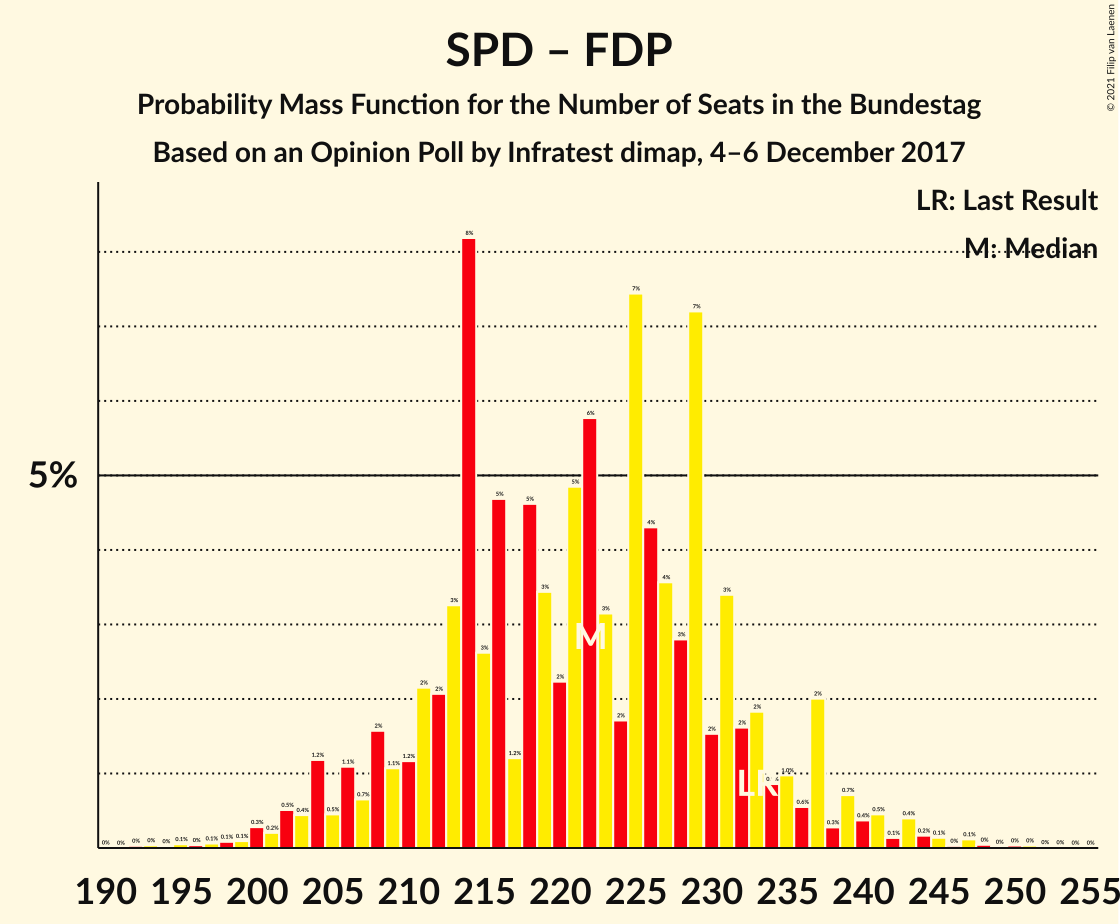 © 2021 Filip van Laenen
SPD – FDP
Probability Mass Function for the Number of Seats in the Bundestag
Based on an Opinion Poll by Infratest dimap, 4–6 December 2017
LR: Last Result
M: Median
5%
0% 0% 0% 0% 0% 0.1% 0% 0.1% 0.1% 0.1% 0.3% 0.2% 0.5% 0.4% 1.2% 0.5% 1.1% 0.7% 2% 1.1% 1.2% 2% 2% 3% 8% 3% 5% 1.2% 5% 3% 2% 5% 6% 3% 2% 7% 4% 4% 3% 7% 2% 3% 2% 2% 1.0% 0.6% 2% 0.3% 0.7% 0.4% 0.5% 0.1% 0.4% 0.2% 0.1% 0% 0.1% 0% 0% 0% 0% 0% 0% 0% 0%
M
LR
190 195 200 205 210 215 220 225 230 235 240 245 250 255